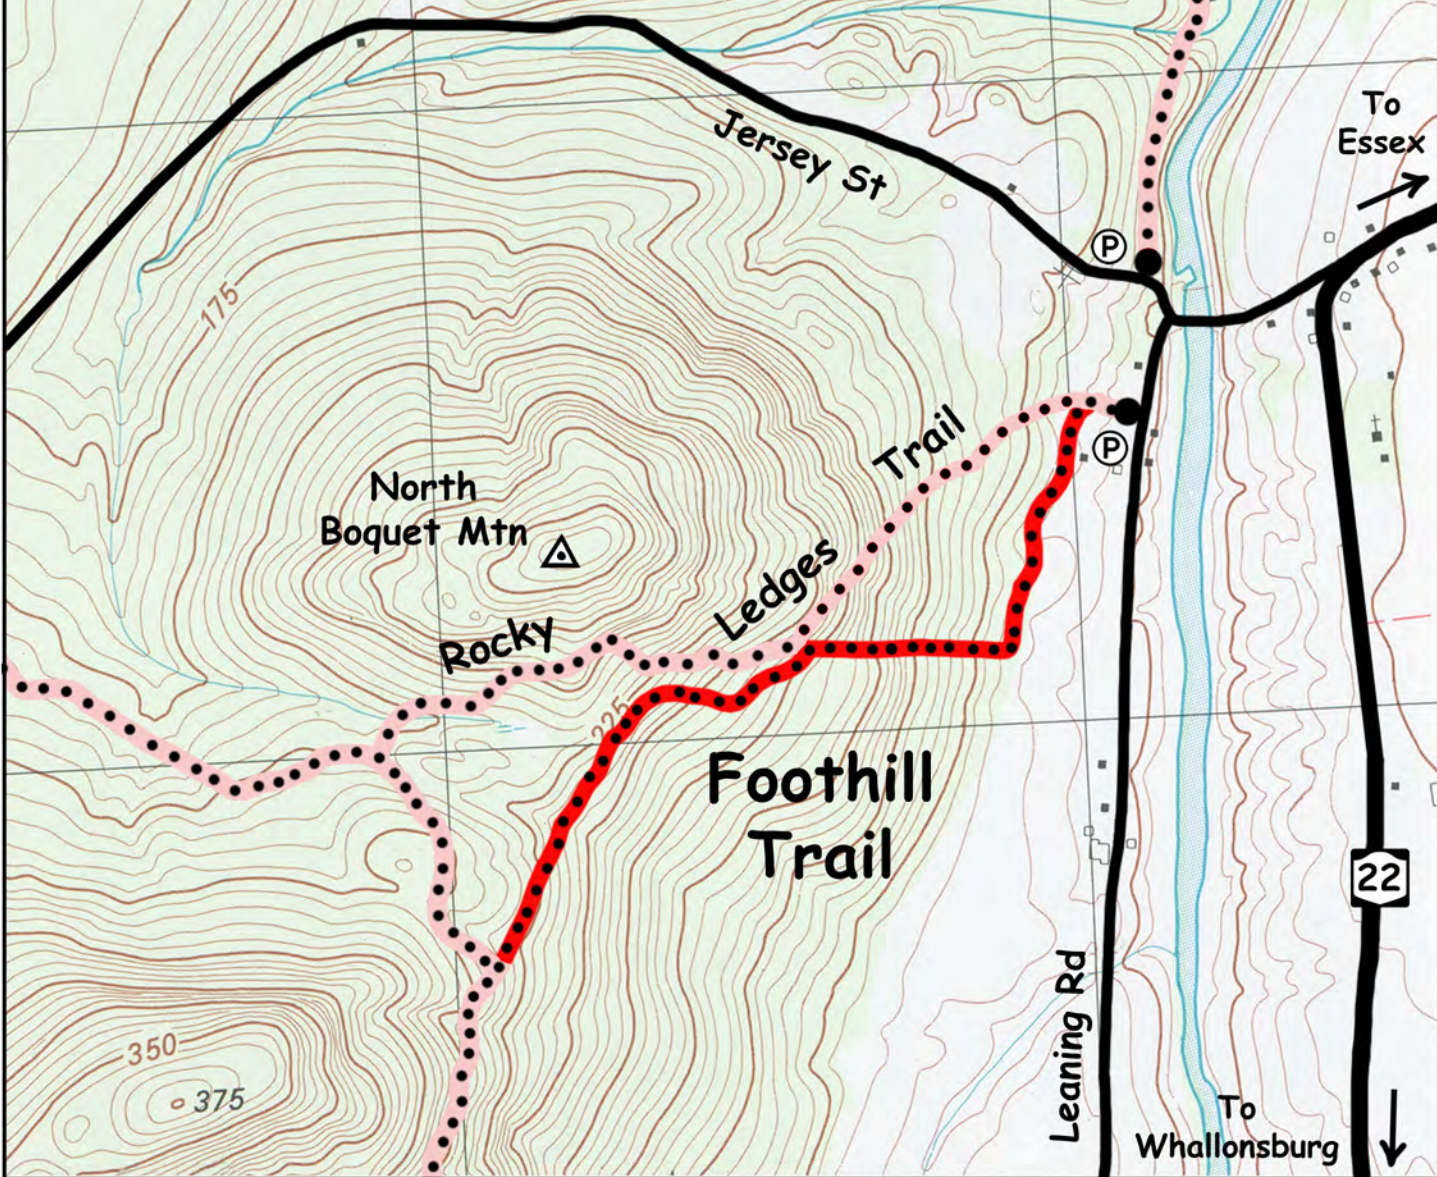 To
Essex
Jersey St
P
175
Trail
P
North
Boquet Mtn
Ledges
Rocky
225
Foothill
Trail
22
Leaning Rd
350
375
To
Whallonsburg